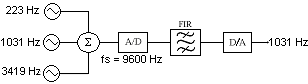 223 Hz
FIR
1031 Hz Σ A/D D/A 1031 Hz
fs = 9600 Hz
3419 Hz